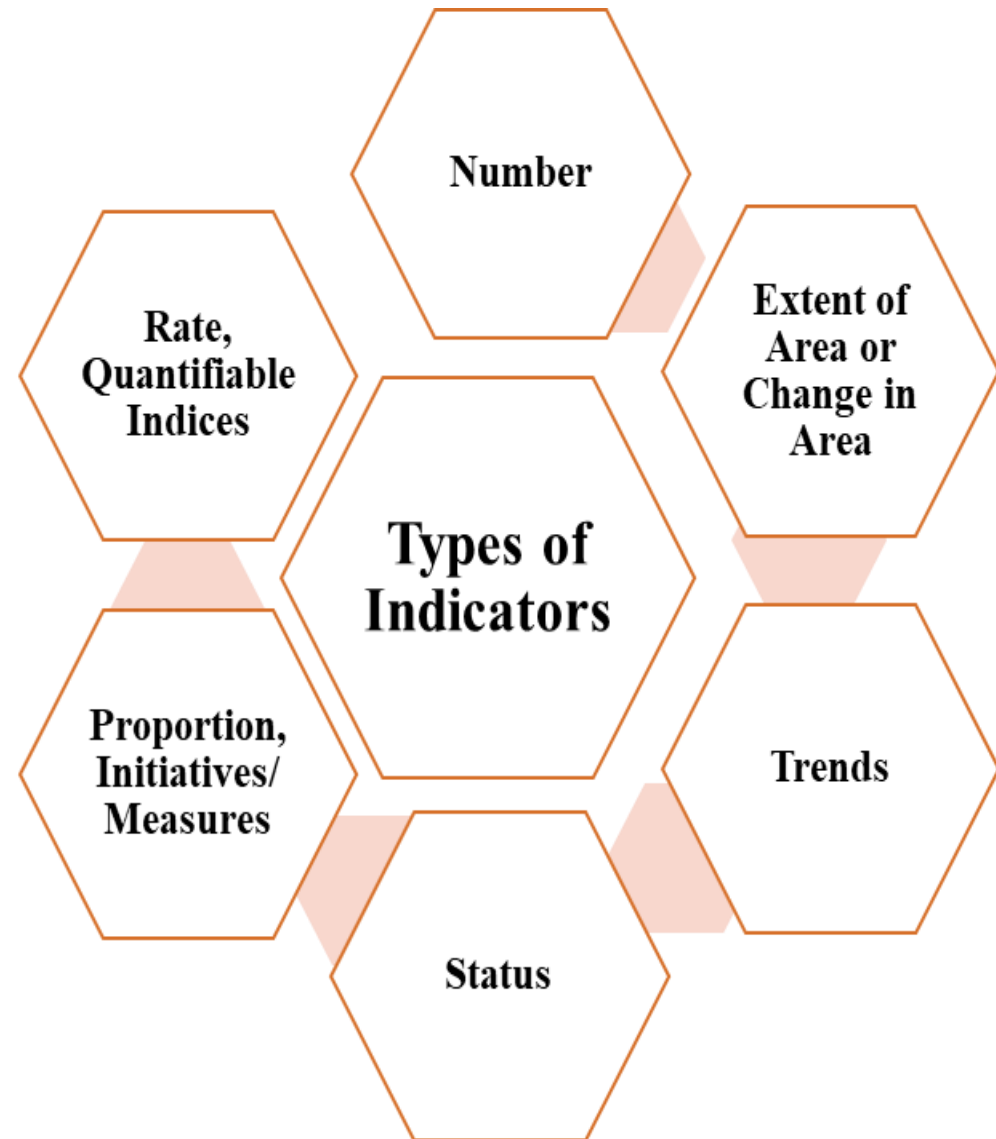 Number
Extent of
Area or
Change in
Area
Rate,
Quantifiable
Indices
Types of
Indicators
Proportion,
Initiatives/
Measures
Trends
Status